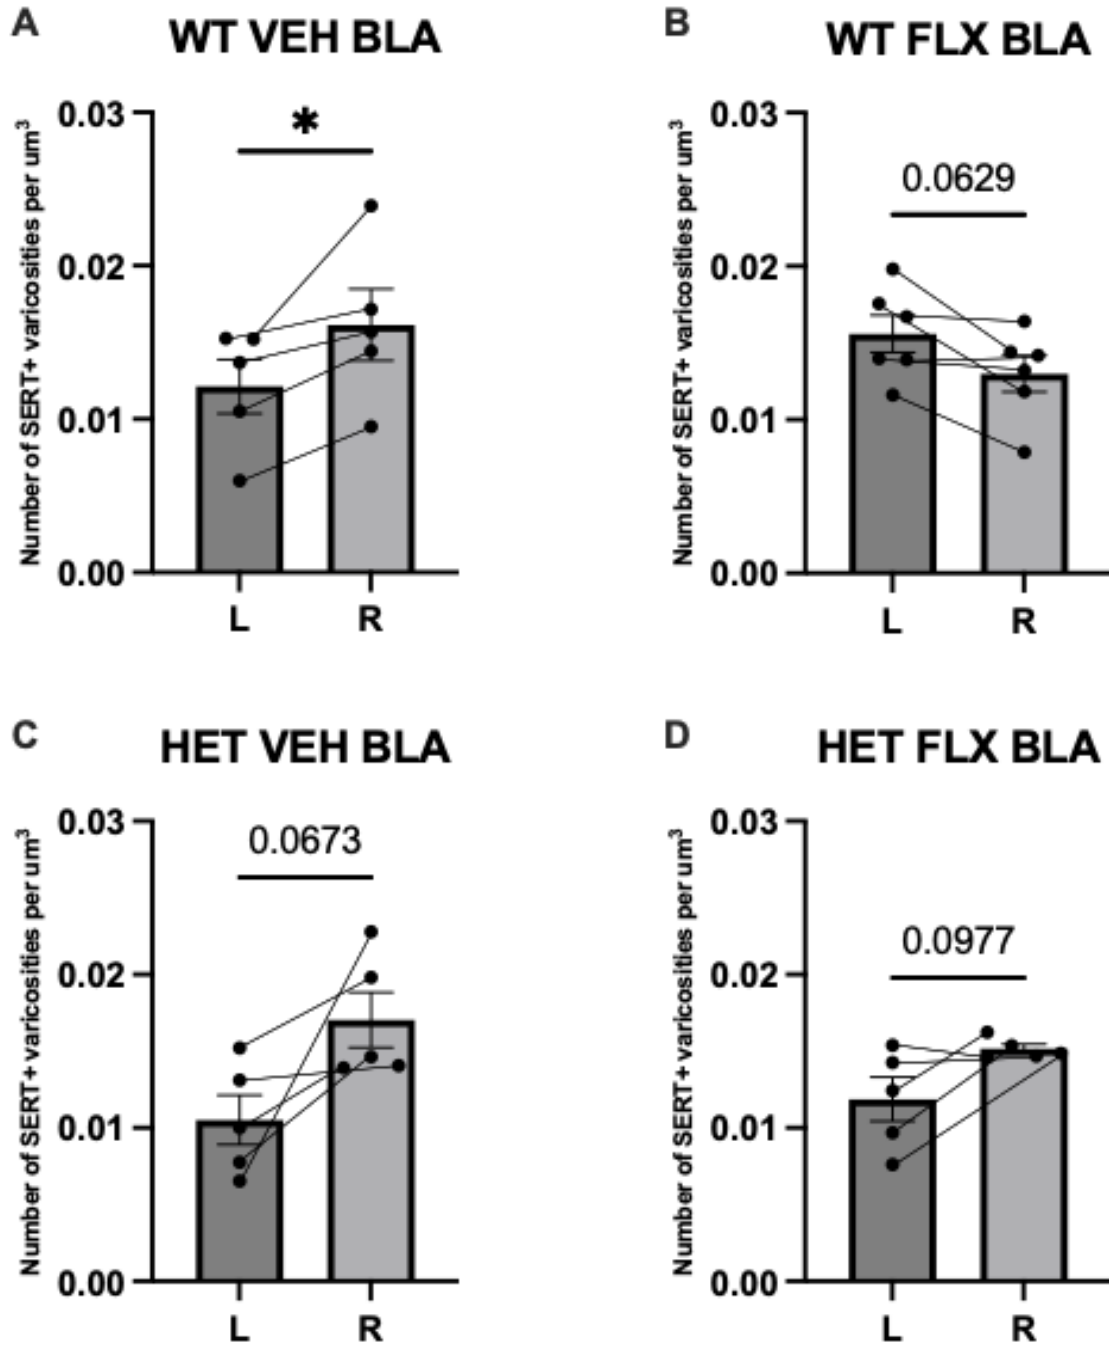 A
WT VEH BLA
Number of SERT+ varicosities per um³
0.03
0.02
0.01
0.00
*
L
R
B
WT FLX BLA
Number of SERT+ varicosities per um³
0.03
0.02
0.01
0.00
0.0629
L
R
C
HET VEH BLA
Number of SERT+ varicosities per um³
0.03
0.02
0.01
0.00
0.0673
L
R
D
HET FLX BLA
Number of SERT+ varicosities per um³
0.03
0.02
0.01
0.00
0.0977
L
R